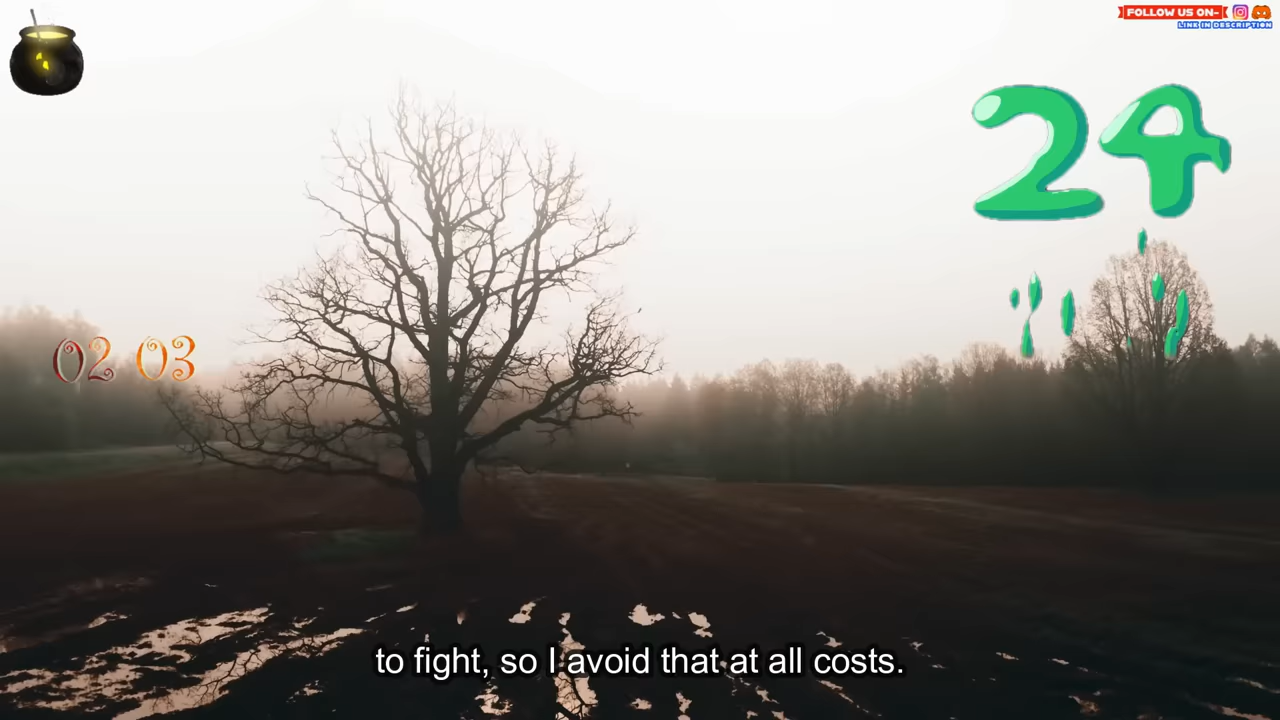 FOLLOW US ON-
LINK IN DESCRIPTION
24
02 03
to fight, so I avoid that at all costs.